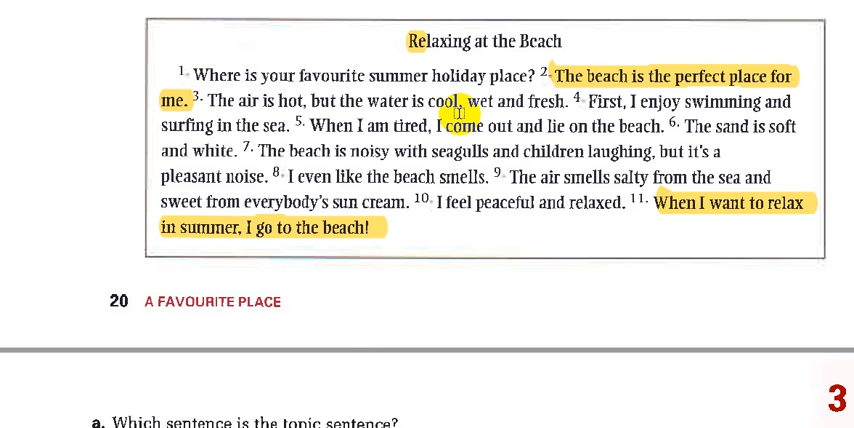 Relaxing at the Beach
1. Where is your favourite summer holiday place? 2. The beach is the perfect place for
me. 3. The air is hot, but the water is cool, wet and fresh. 4. First, I enjoy swimming and
surfing in the sea. 5. When I am tired, I come out and lie on the beach. 6. The sand is soft
and white. 7. The beach is noisy with seagulls and children laughing, but it's a
pleasant noise. 8. I even like the beach smells. 9. The air smells salty from the sea and
sweet from everybody's sun cream. 10. I feel peaceful and relaxed. 11. When I want to relax
in summer, I go to the beach!
20 A FAVOURITE PLACE
3
a. Which sentence is the topic sentence?